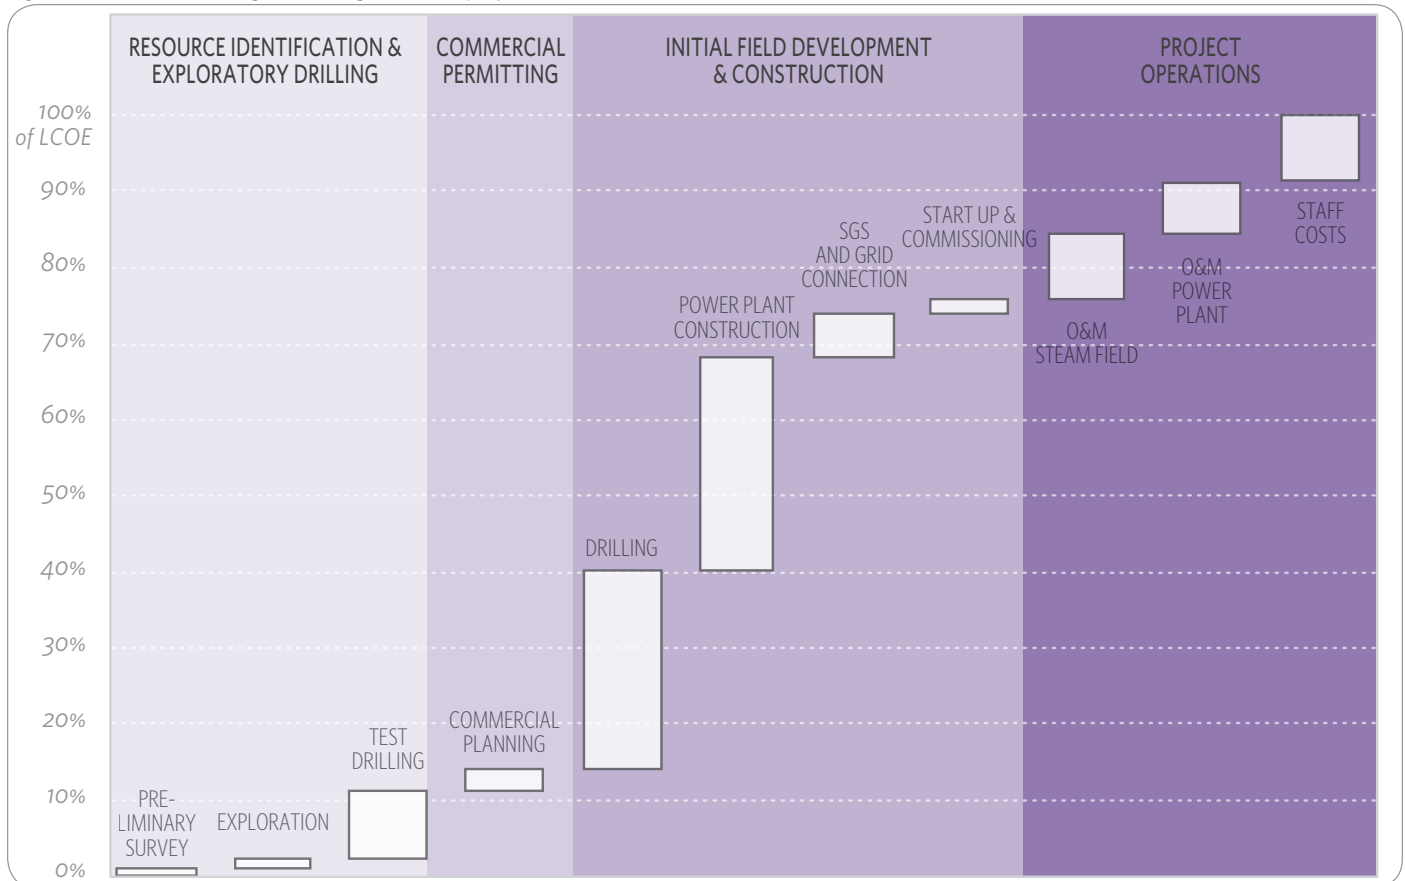 RESOURCE IDENTIFICATION &
EXPLORATORY DRILLING
COMMERCIAL
PERMITTING
INITIAL FIELD DEVELOPMENT
& CONSTRUCTION
PROJECT
OPERATIONS
100%
of LCOE
90%
80%
70%
60%
50%
40%
30%
20%
10%
0%
PRE-
LIMINARY
SURVEY
EXPLORATION
TEST
DRILLING
COMMERCIAL
PLANNING
DRILLING
POWER PLANT
CONSTRUCTION
SGS
AND GRID
CONNECTION
START UP &
COMMISSIONING
O&M
STEAM FIELD
O&M
POWER
PLANT
STAFF
COSTS